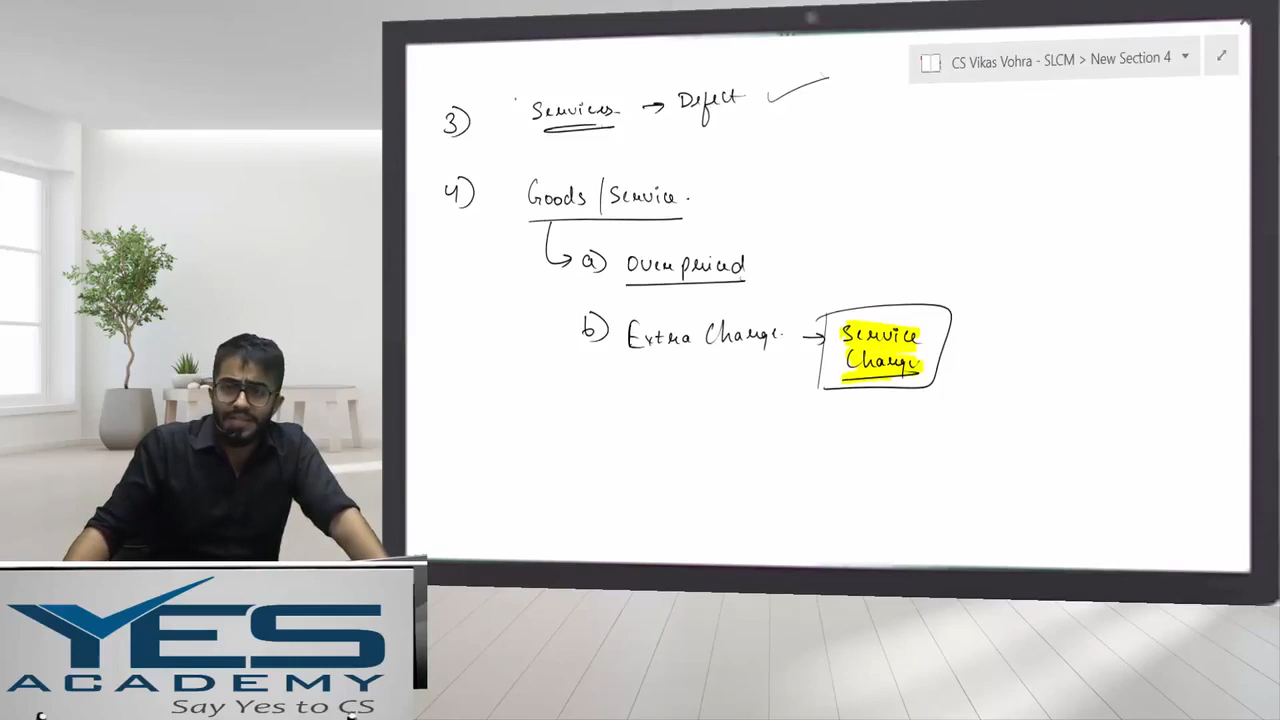 CS Vikas Vohra - SLCM > New Section 4
3) Services → Defect ✓
4) Goods / Service.
a) Overpriced
b) Extra Charge. → Service
Charge
YES
ACADEMY
Say Yes to CS